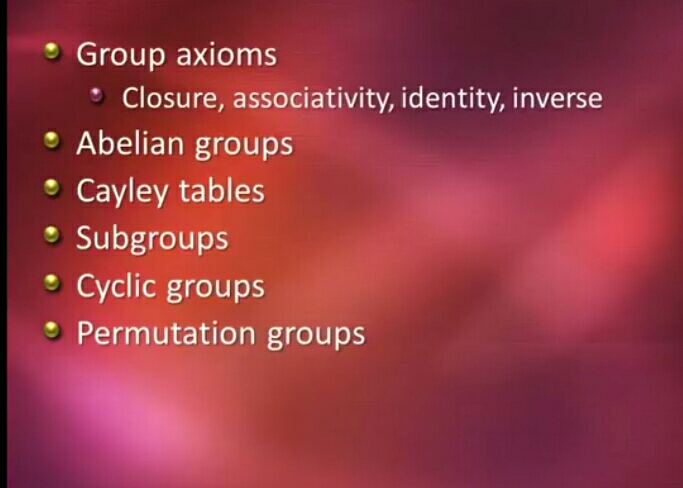 Group axioms
Closure, associativity, identity, inverse
Abelian groups
Cayley tables
Subgroups
Cyclic groups
Permutation groups